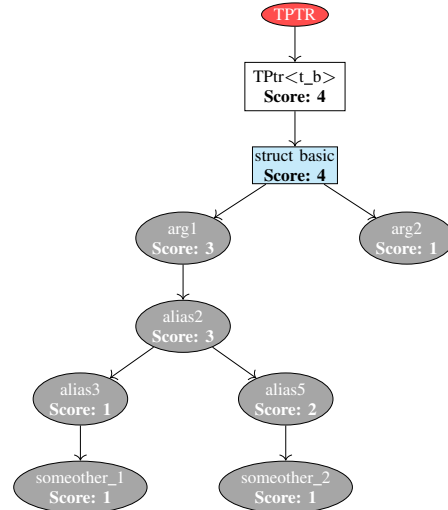 TPTR
TPtr<t_b>
Score: 4
struct basic
Score: 4
arg1
Score: 3
arg2
Score: 1
alias2
Score: 3
alias3
Score: 1
alias5
Score: 2
someother_1
Score: 1
someother_2
Score: 1